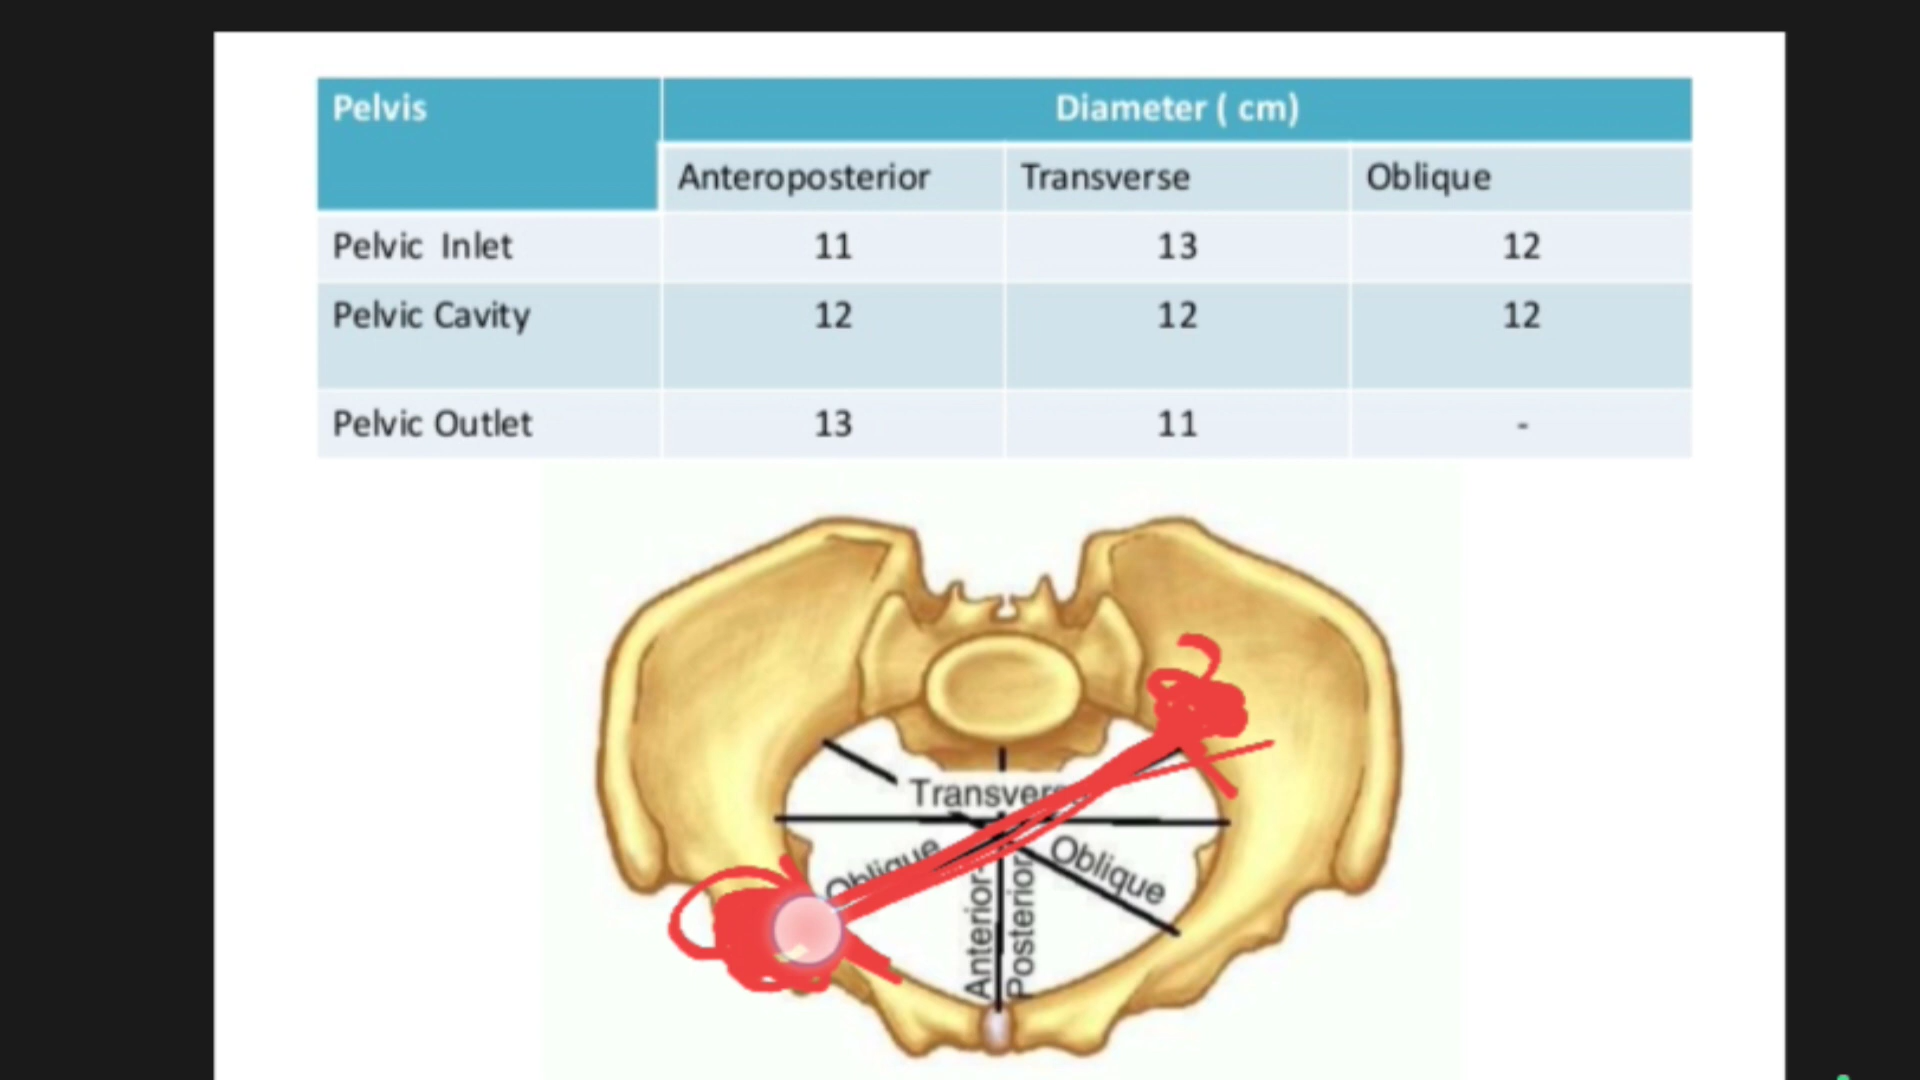 Pelvis
Diameter ( cm)
Anteroposterior
Transverse
Oblique
Pelvic Inlet
11
13
12
Pelvic Cavity
12
12
12
Pelvic Outlet
13
11
-
Transverse
Oblique
Oblique
Anterior-
Posterior